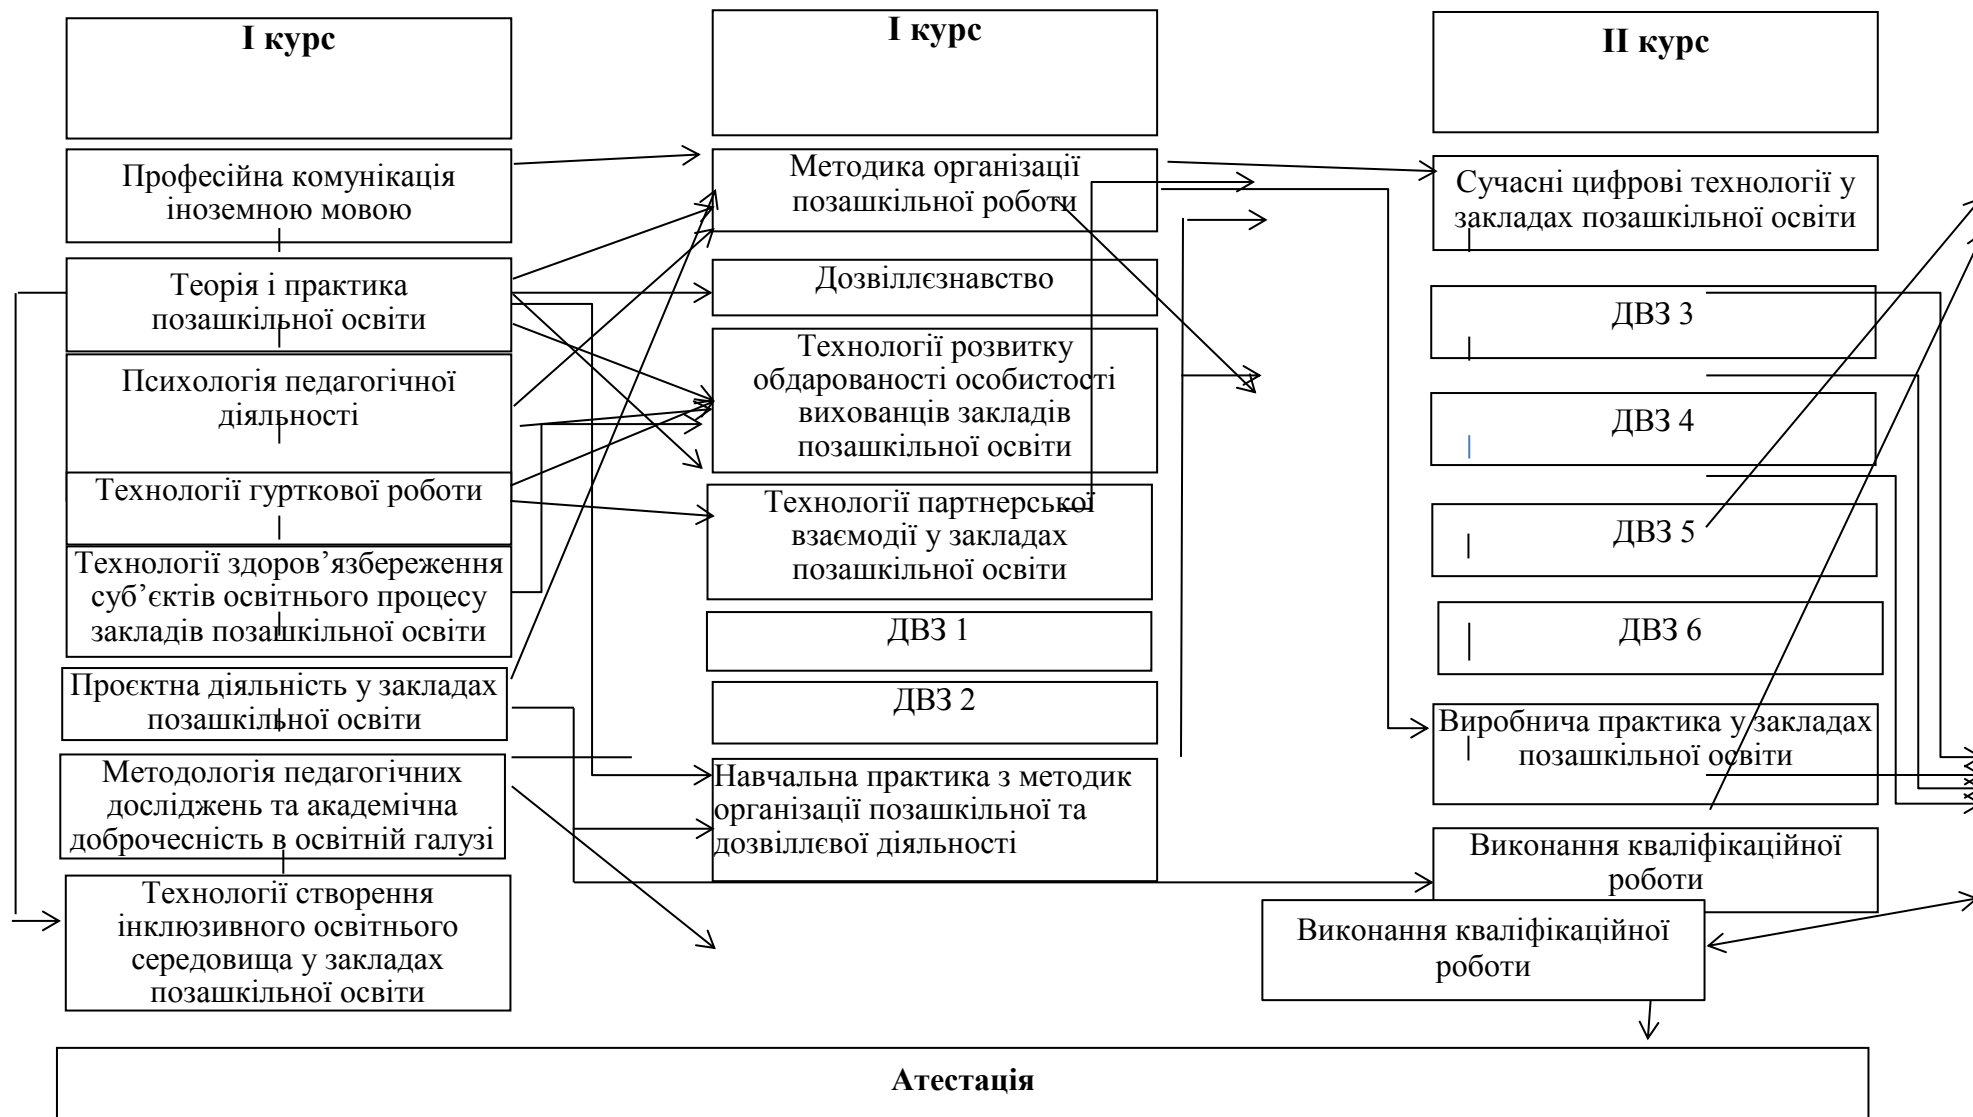 I курс
Професійна комунікація
іноземною мовою
Теорія і практика
позашкільної освіти
Психологія педагогічної
діяльності
Технології гурткової роботи
Технології здоров’язбереження
суб’єктів освітнього процесу
закладів позашкільної освіти
Проєктна діяльність у закладах
позашкільної освіти
Методологія педагогічних
досліджень та академічна
доброчесність в освітній галузі
Технології створення
інклюзивного освітнього
середовища у закладах
позашкільної освіти
I курс
Методика організації
позашкільної роботи
Дозвіллєзнавство
Технології розвитку
обдарованості особистості
вихованців закладів
позашкільної освіти
Технології партнерської
взаємодії у закладах
позашкільної освіти
ДВЗ 1
ДВЗ 2
Навчальна практика з методик
організації позашкільної та
дозвіллєвої діяльності
II курс
Сучасні цифрові технології у
закладах позашкільної освіти
ДВЗ 3
ДВЗ 4
ДВЗ 5
ДВЗ 6
Виробнича практика у закладах
позашкільної освіти
Виконання кваліфікаційної
роботи
Виконання кваліфікаційної
роботи
Атестація